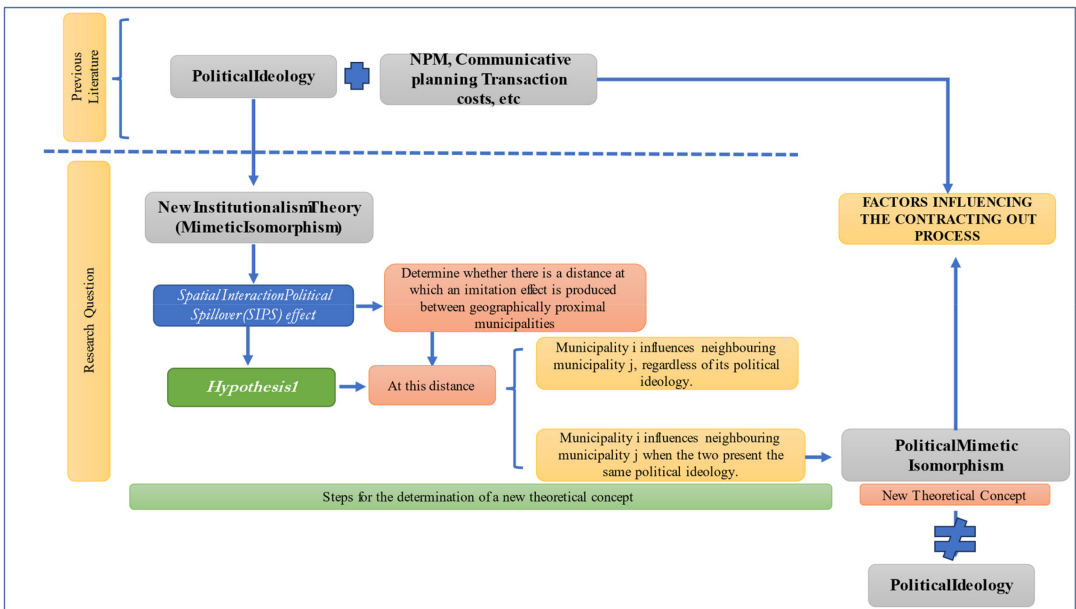 Previous
Literature
PoliticalIdeology
NPM, Communicative
planning Transaction
costs, etc
Research Question
New InstitutionalismTheory
(MimeticIsomorphism)
FACTORS INFLUENCING
THE CONTRACTING OUT
PROCESS
Spatial InteractionPolitical
Spillover(SIPS) effect
Determine whether there is a distance at
which an imitation effect is produced
between geographically proximal
municipalities
Hypothesis1
At this distance
Municipality i influences neighbouring
municipality j, regardless of its political
ideology.
Municipality i influences neighbouring
municipality j when the two present the
same political ideology.
PoliticalMimetic
Isomorphism
Steps for the determination of a new theoretical concept
New Theoretical Concept
≠
PoliticalIdeology